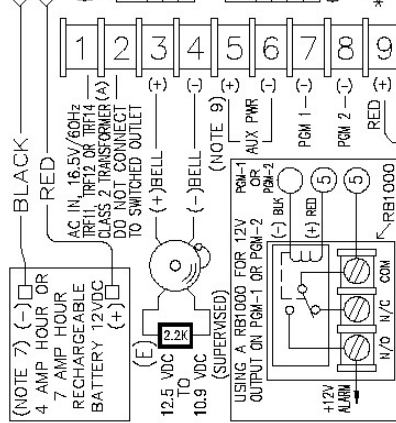 1 2 3 4 5 6 7 8 9
(+) (-) (+) (-) (-) (-) (+)
AC IN, 16.5V/60Hz
TRF11, TRF12 OR TRF14
CLASS 2 TRANSFORMER(A)
DO NOT CONNECT
TO SWITCHED OUTLET
(+)BELL
(-)BELL
(NOTE 9)
AUX PWR
PGM 1
PGM 2
RED
BLACK
RED
(NOTE 7) (-)
4 AMP HOUR OR
7 AMP HOUR
RECHARGEABLE
BATTERY 12VDC
(+)
2.2K
(E)
12.5 VDC
TO
10.9 VDC
(SUPERVISED)
USING A RB1000 FOR 12V
OUTPUT ON PGM-1 OR PGM-2
PGM-1
OR
PGM-2
(-) BLK
(+) RED
5
5
RB1000
N/O N/C COM
+12V
ALARM